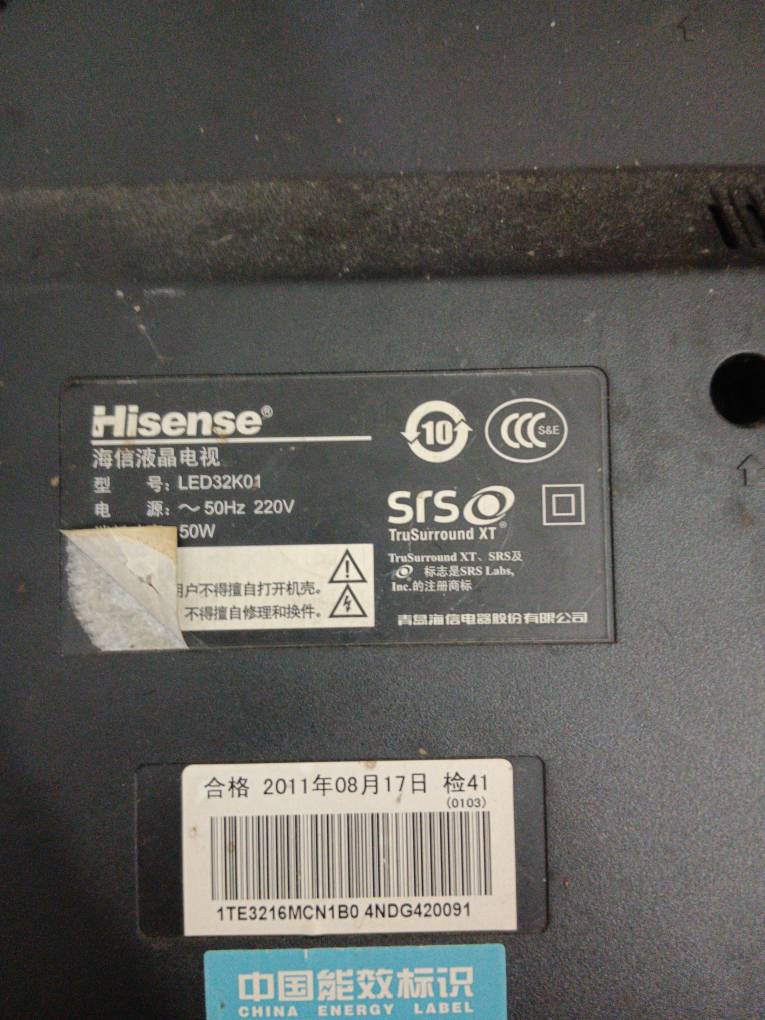 Hisense®
海信液晶电视
型 号: LED32K01
电 源: ～50Hz 220V
50W
用户不得擅自打开机壳。
不得擅自修理和换件。
10
CCC S&E
SRS
TruSurround XT®
TruSurround XT、SRS及
标志是SRS Labs,
Inc.的注册商标
青岛海信电器股份有限公司
1
合格 2011年08月17日 检41
(0103)
1TE3216MCN1B0 4NDG420091
中国能效标识
CHINA ENERGY LABEL